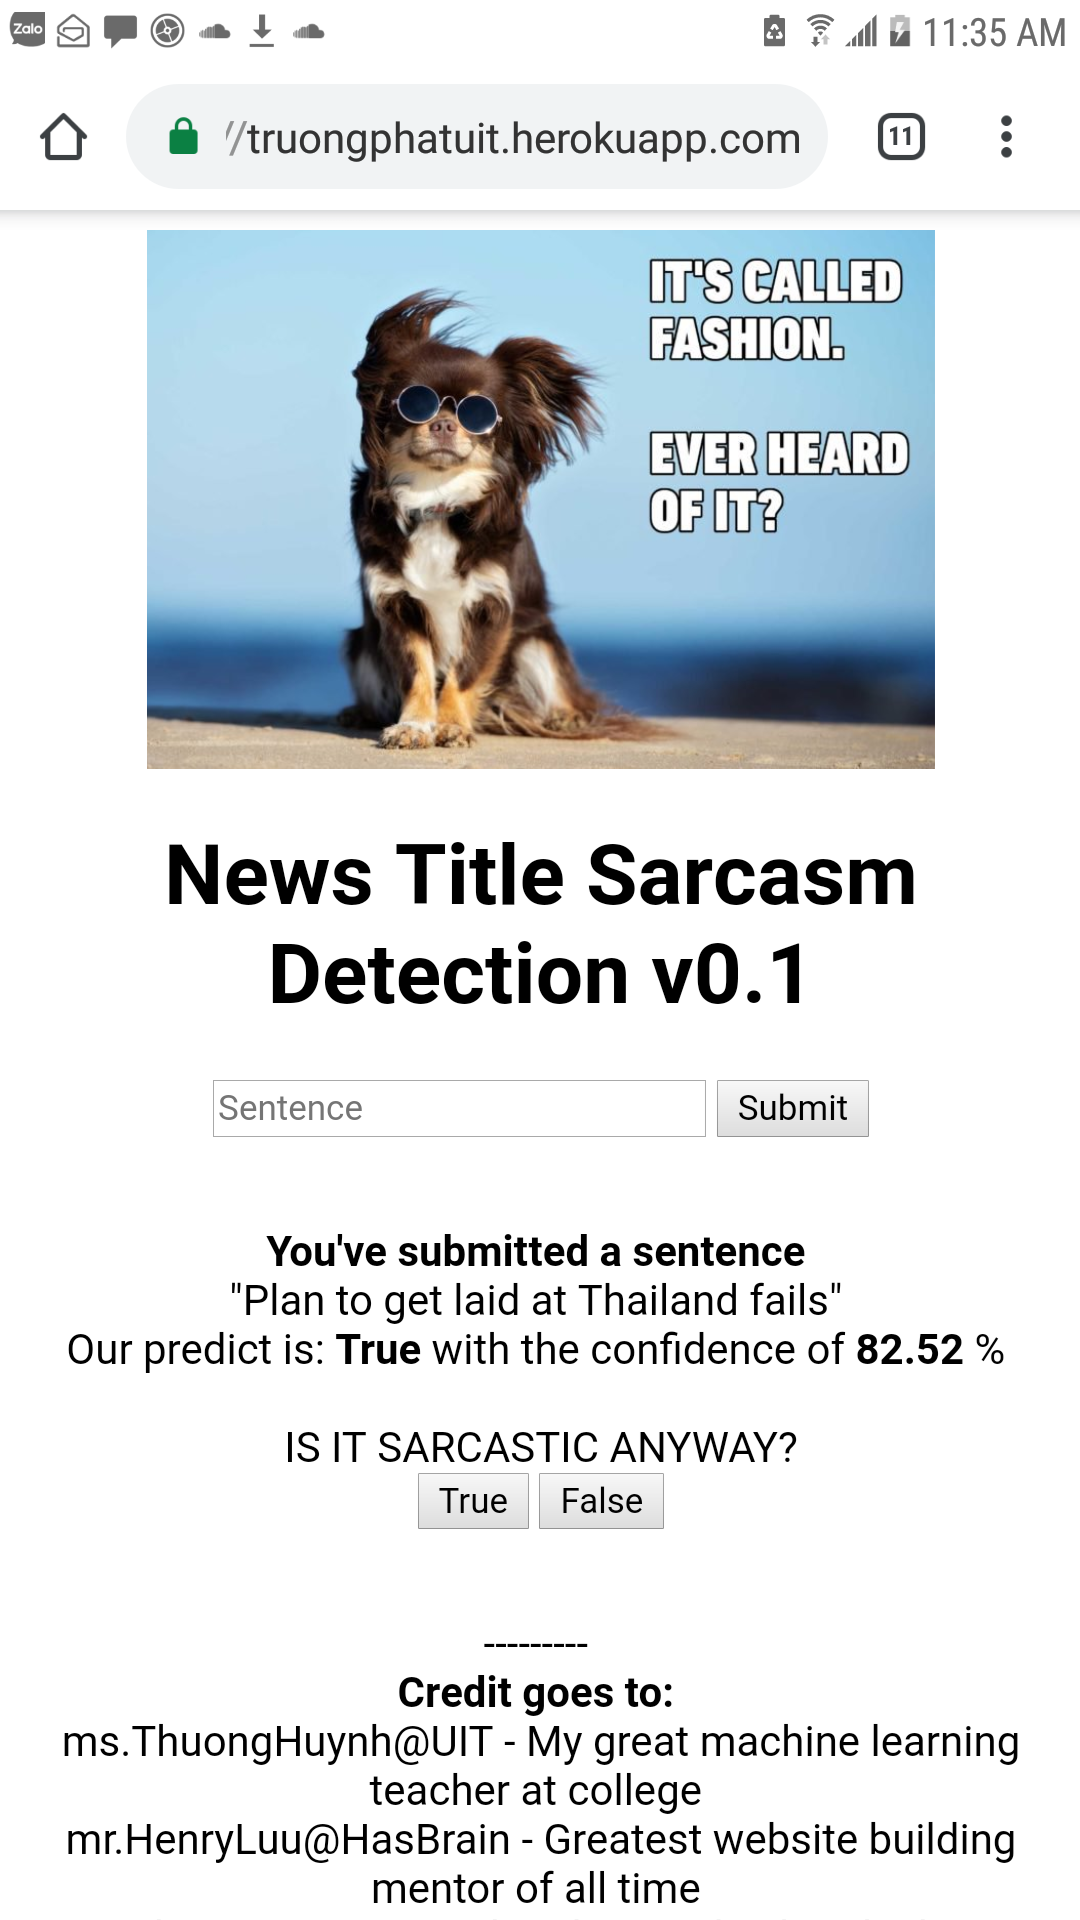 Zalo
11:35 AM
//truongphatuit.herokuapp.com
11
IT'S CALLED
FASHION.
EVER HEARD
OF IT?
News Title Sarcasm
Detection v0.1
Sentence
Submit
You've submitted a sentence
"Plan to get laid at Thailand fails"
Our predict is: True with the confidence of 82.52 %
IS IT SARCASTIC ANYWAY?
True
False
---------
Credit goes to:
ms.ThuongHuynh@UIT - My great machine learning
teacher at college
mr.HenryLuu@HasBrain - Greatest website building
mentor of all time